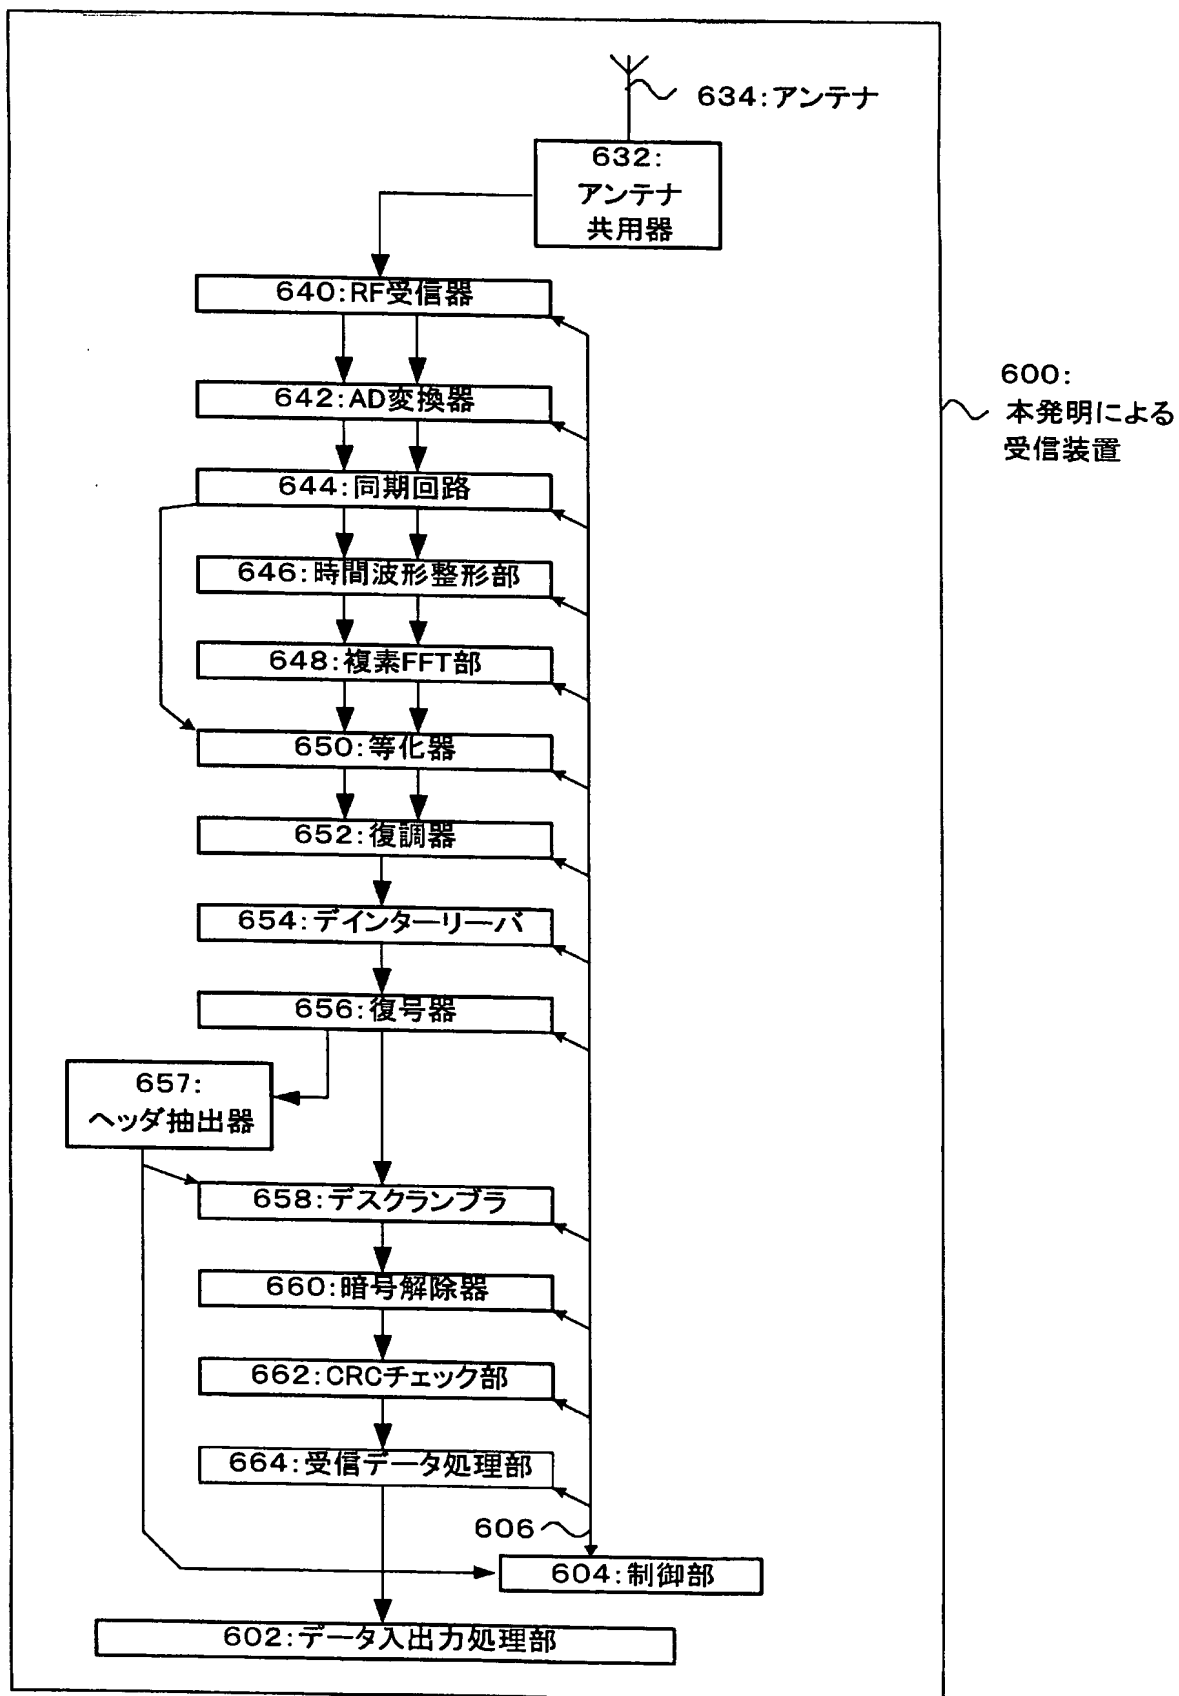 634:アンテナ
632:
アンテナ
共用器
640:RF受信器
600:
本発明による
受信装置
642:AD変換器
644:同期回路
646:時間波形整形部
648:複素FFT部
650:等化器
652:復調器
654:デインターリーバ
656:復号器
657:
ヘッダ抽出器
658:デスクランブラ
660:暗号解除器
662:CRCチェック部
664:受信データ処理部
606
604:制御部
602:データ入出力処理部